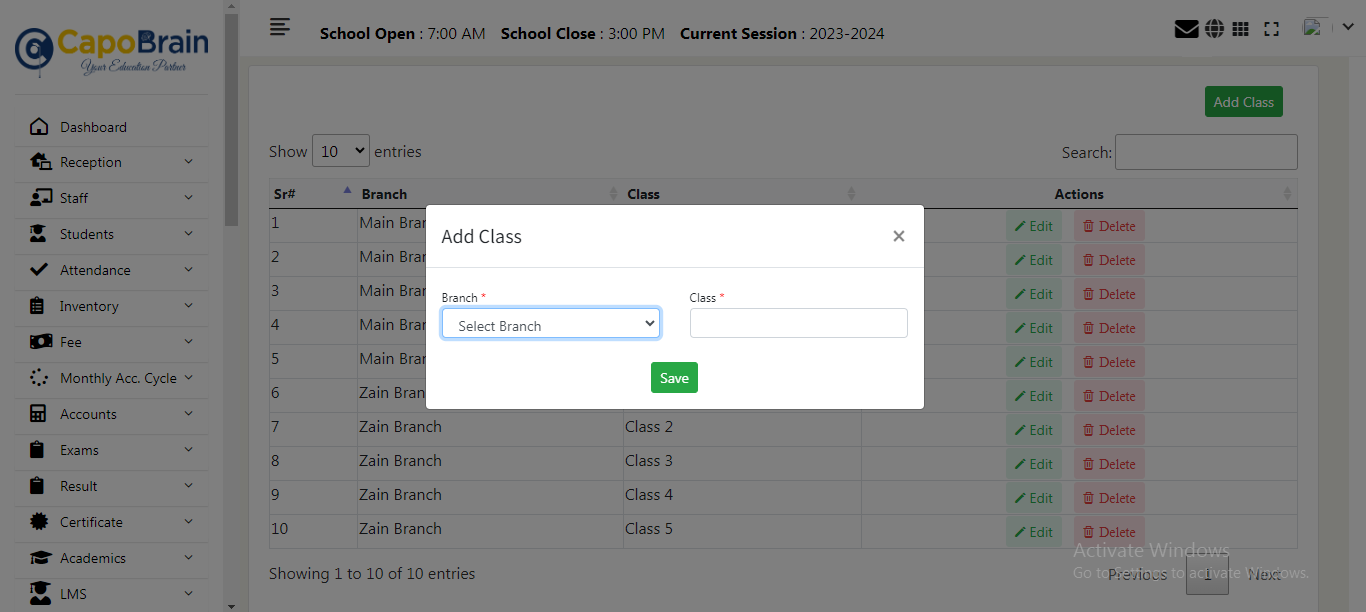 CapoBrain
Your Education Partner
School Open : 7:00 AM School Close : 3:00 PM Current Session : 2023-2024
Dashboard
Reception
Staff
Students
Attendance
Inventory
Fee
Monthly Acc. Cycle
Accounts
Exams
Result
Certificate
Academics
LMS
Add Class
Show 10 entries
Search:
Sr# Branch Class Actions
1 Main Bran Edit Delete
2 Main Bran Edit Delete
3 Main Bran Edit Delete
4 Main Bran Edit Delete
5 Main Bran Edit Delete
6 Zain Bran Edit Delete
7 Zain Branch Class 2 Edit Delete
8 Zain Branch Class 3 Edit Delete
9 Zain Branch Class 4 Edit Delete
10 Zain Branch Class 5 Edit Delete
Add Class ×
Branch * Class *
Select Branch
Save
Showing 1 to 10 of 10 entries
Previous 1 Next
Activate Windows
Go to Settings to activate Windows.